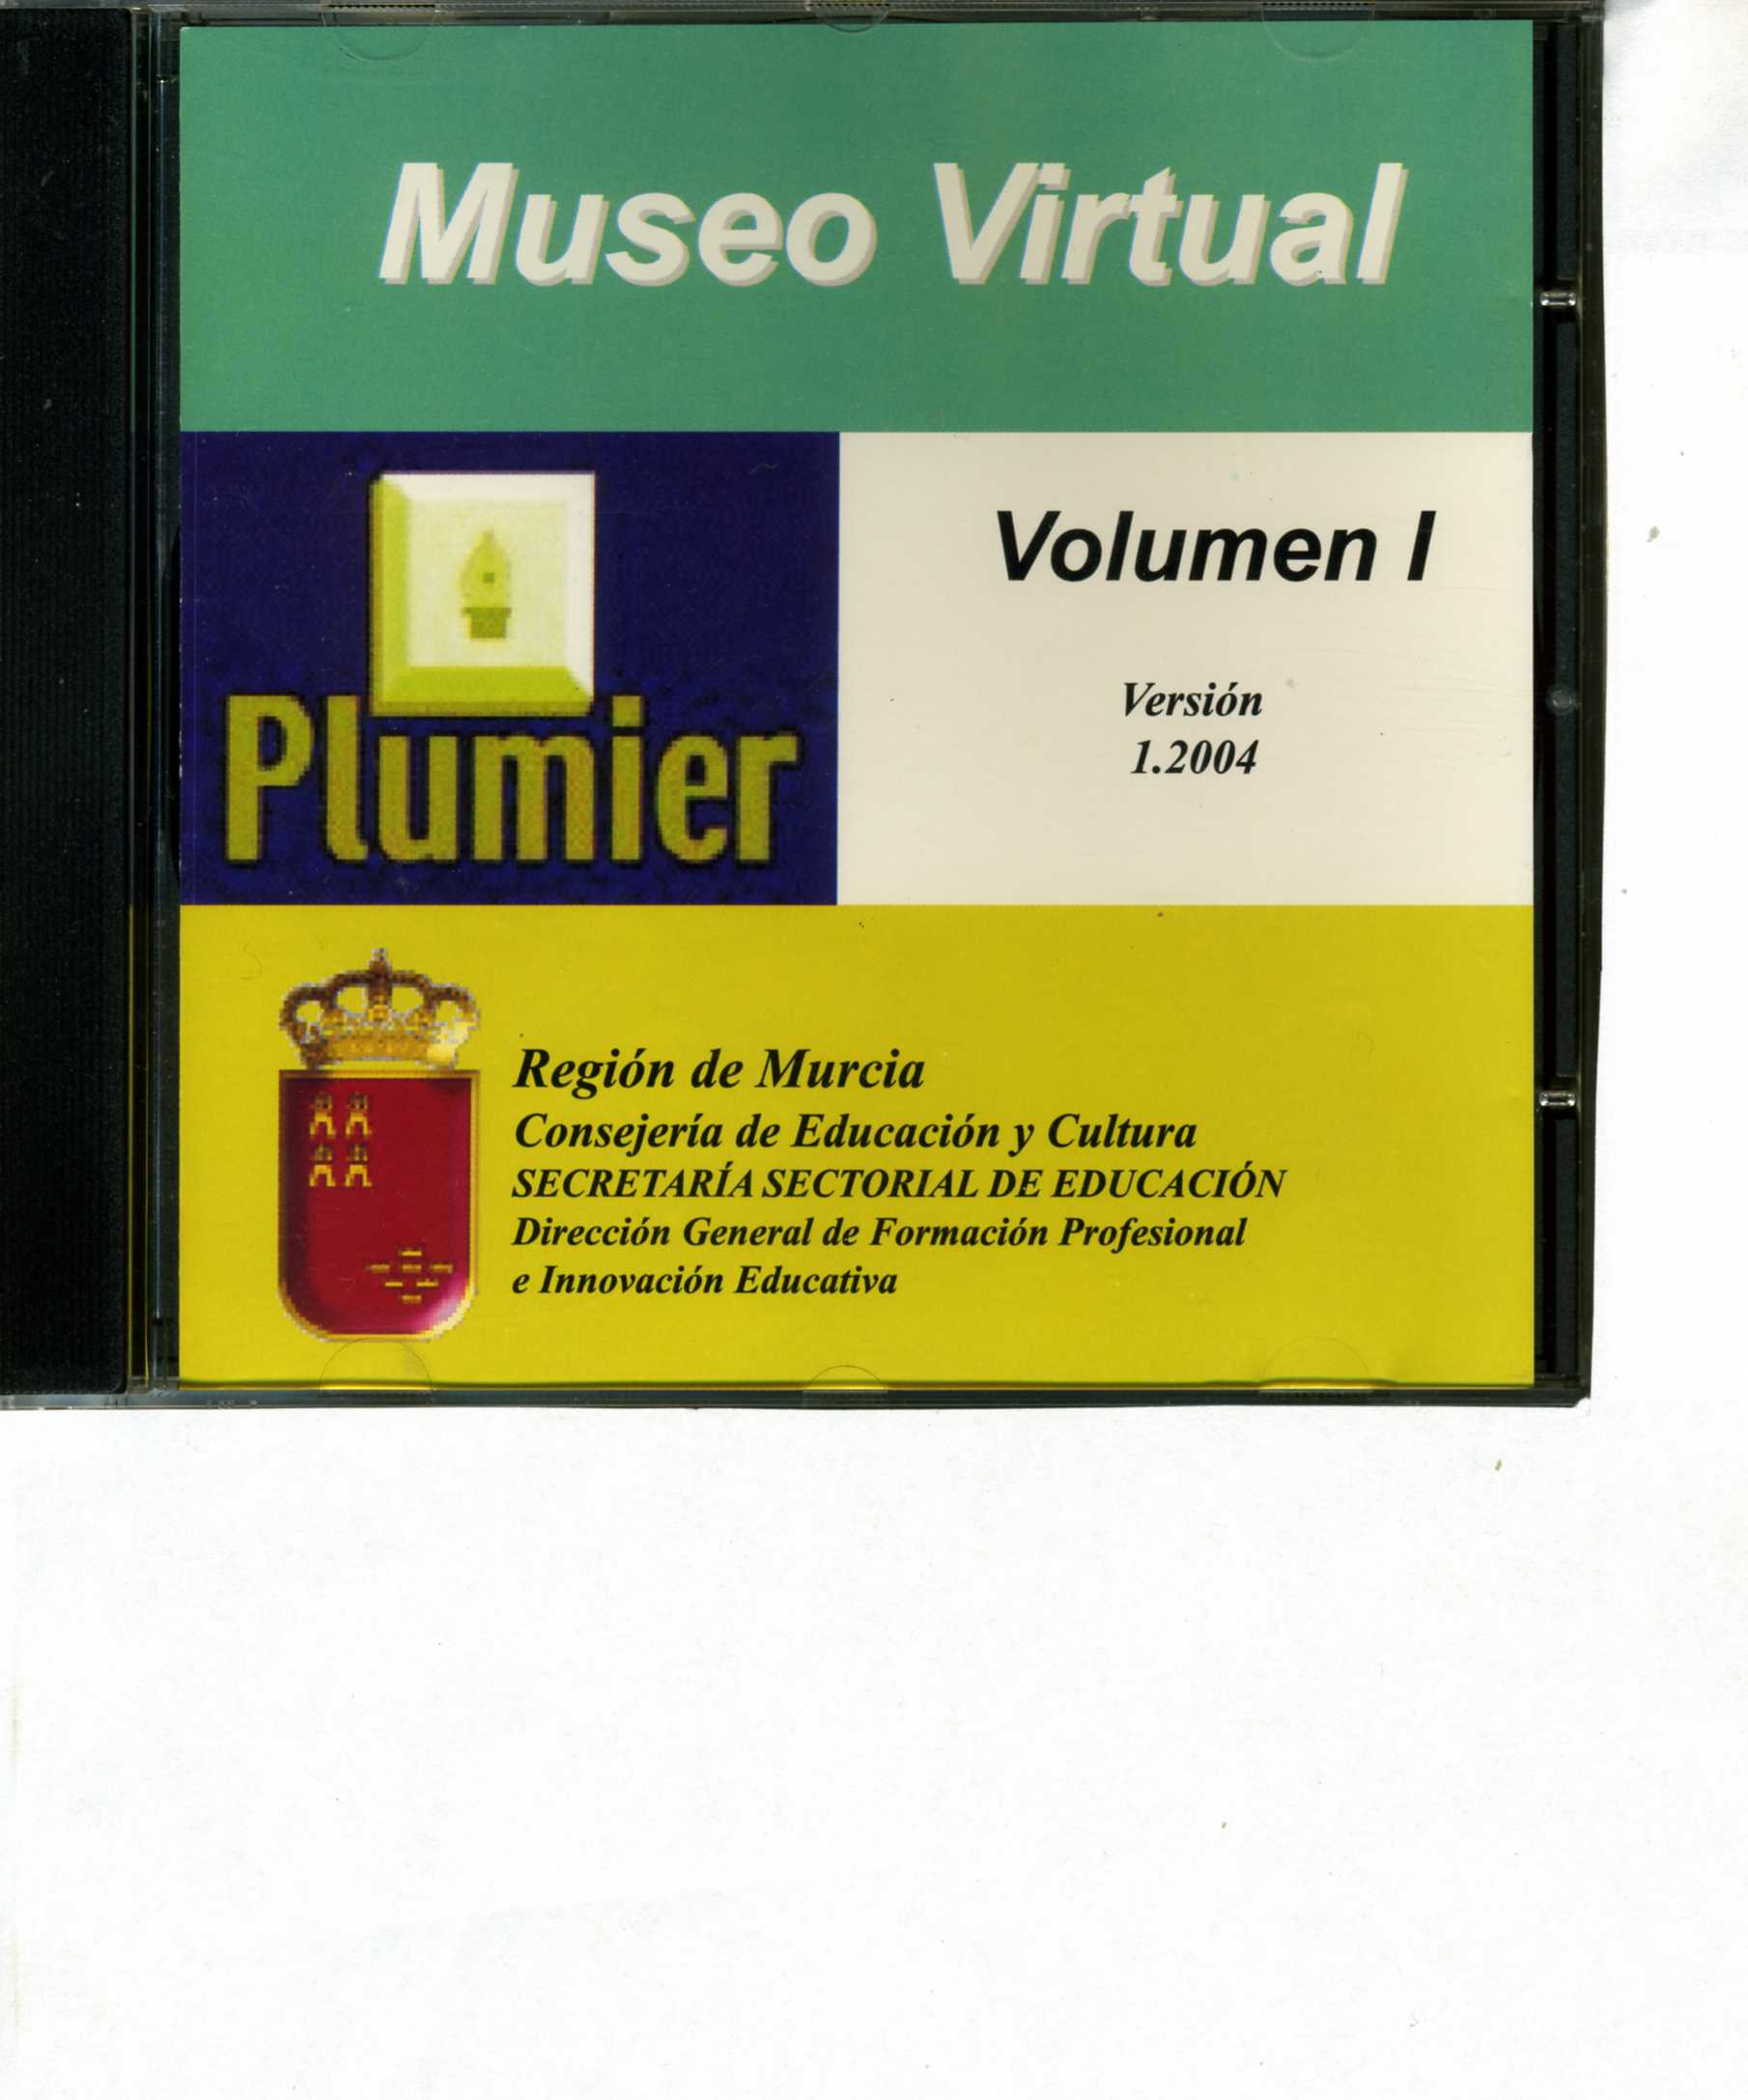 Museo Virtual
Plumier
Volumen I
Versión
1.2004
Región de Murcia
Consejería de Educación y Cultura
SECRETARÍA SECTORIAL DE EDUCACIÓN
Dirección General de Formación Profesional
e Innovación Educativa